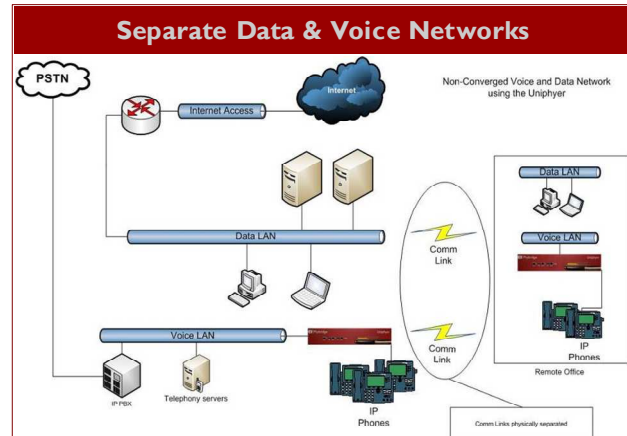 Separate Data & Voice Networks
PSTN
Internet
Internet Access
Non-Converged Voice and Data Network
using the Uniphyer
Data LAN
Data LAN
Voice LAN
Comm
Link
Comm
Link
IP
Phones
Remote Office
Voice LAN
IP PBX
Telephony servers
IP
Phones
Comm Links physically separated